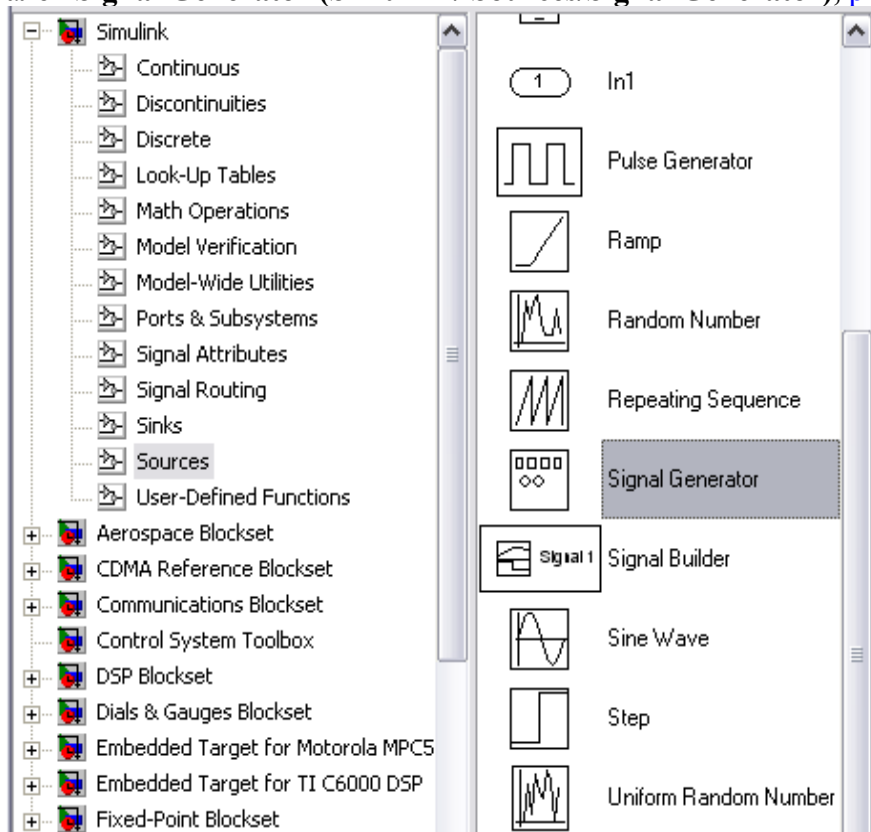 Simulink
Continuous
Discontinuities
Discrete
Look-Up Tables
Math Operations
Model Verification
Model-Wide Utilities
Ports & Subsystems
Signal Attributes
Signal Routing
Sinks
Sources
User-Defined Functions
Aerospace Blockset
CDMA Reference Blockset
Communications Blockset
Control System Toolbox
DSP Blockset
Dials & Gauges Blockset
Embedded Target for Motorola MPC5
Embedded Target for TI C6000 DSP
Fixed-Point Blockset
1 In1
Pulse Generator
Ramp
Random Number
Repeating Sequence
Signal Generator
Signal 1 Signal Builder
Sine Wave
Step
Uniform Random Number